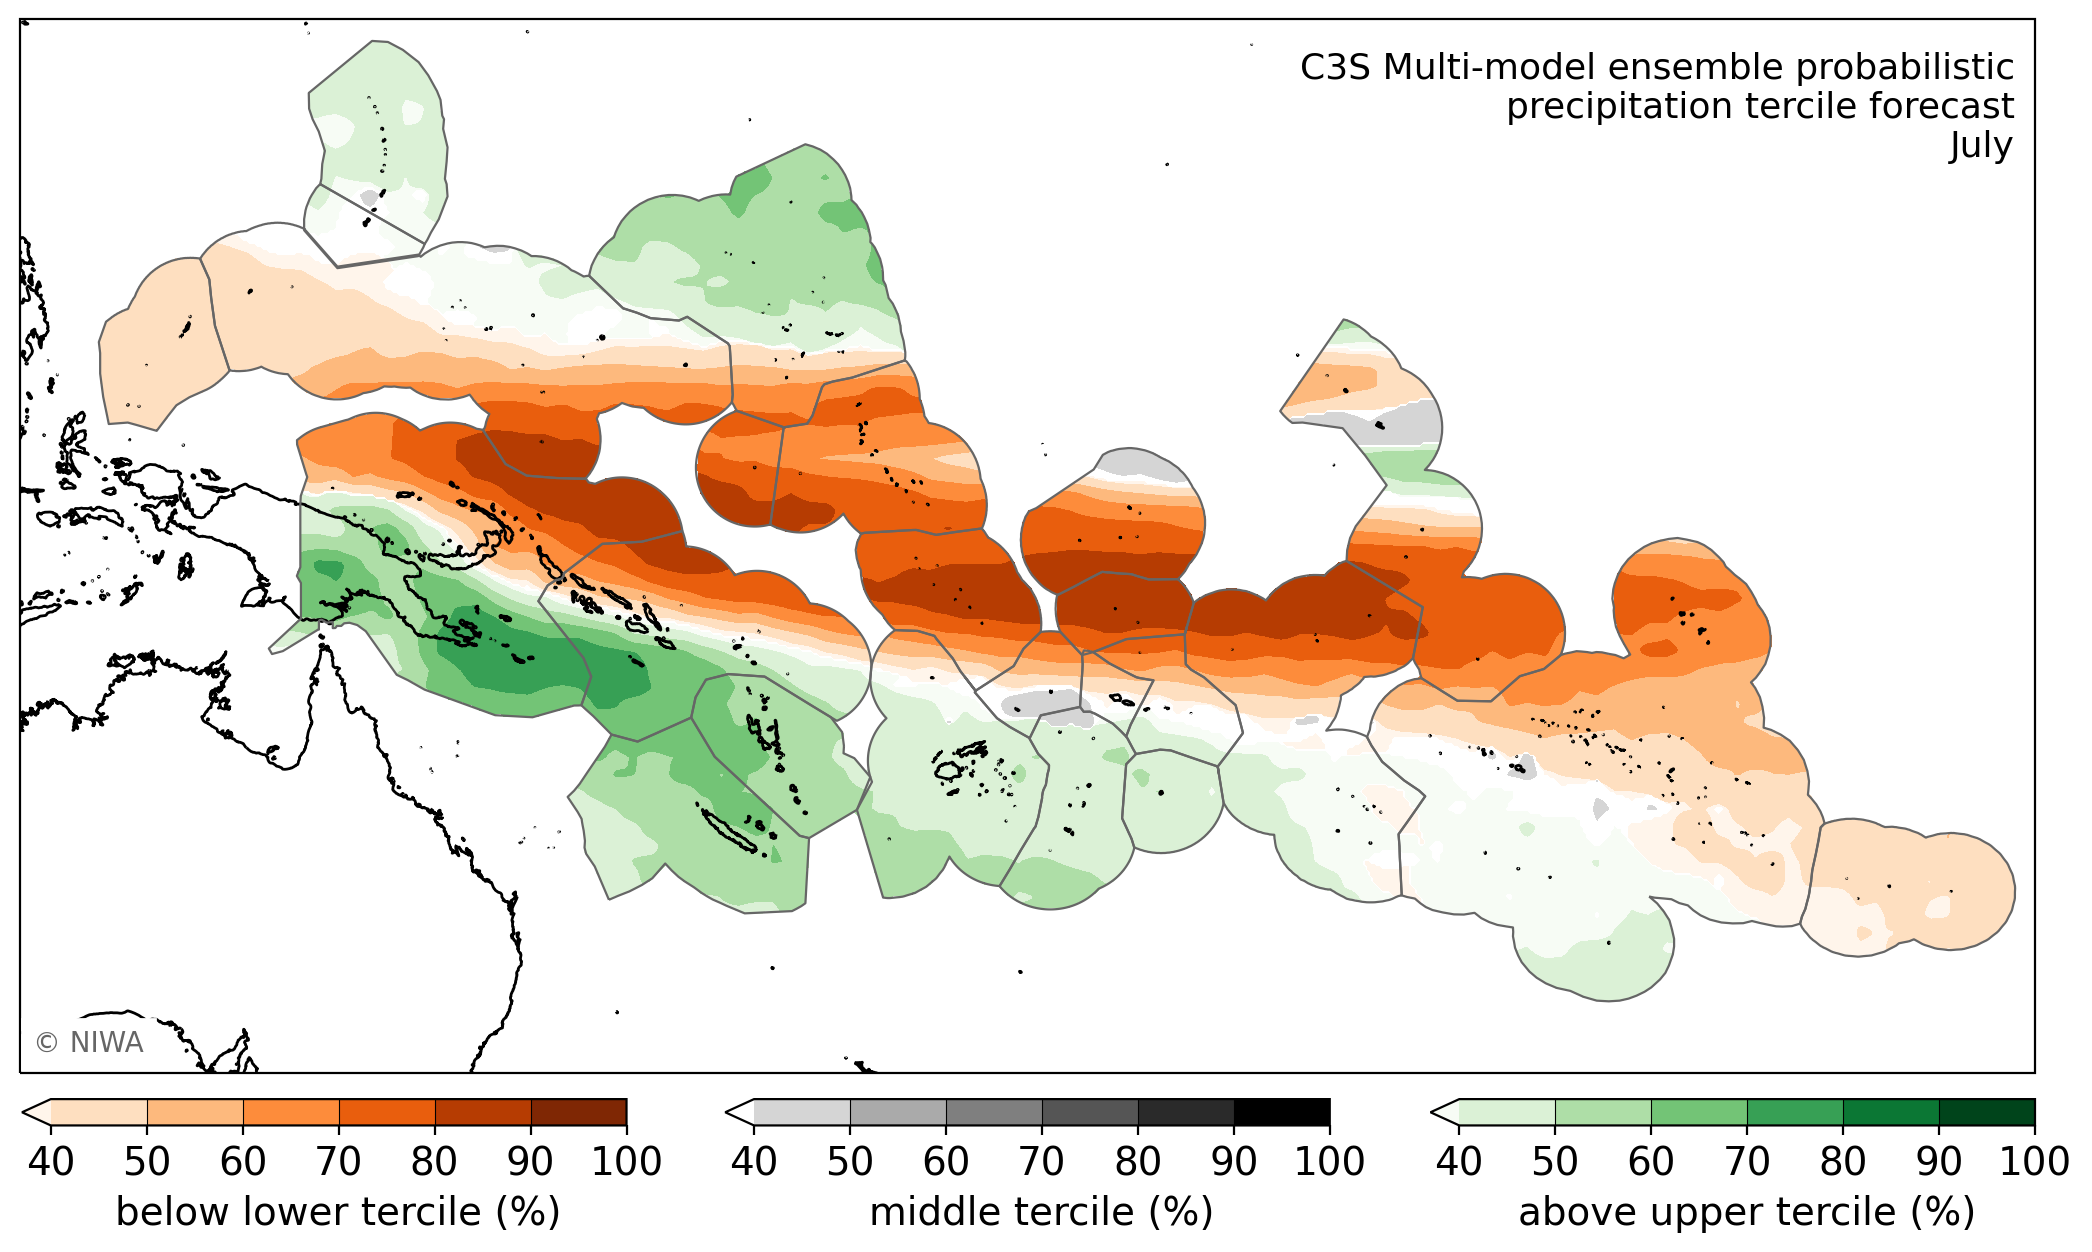 C3S Multi-model ensemble probabilistic
precipitation tercile forecast
July
© NIWA
40 50 60 70 80 90 100
below lower tercile (%)
40 50 60 70 80 90 100
middle tercile (%)
40 50 60 70 80 90 100
above upper tercile (%)